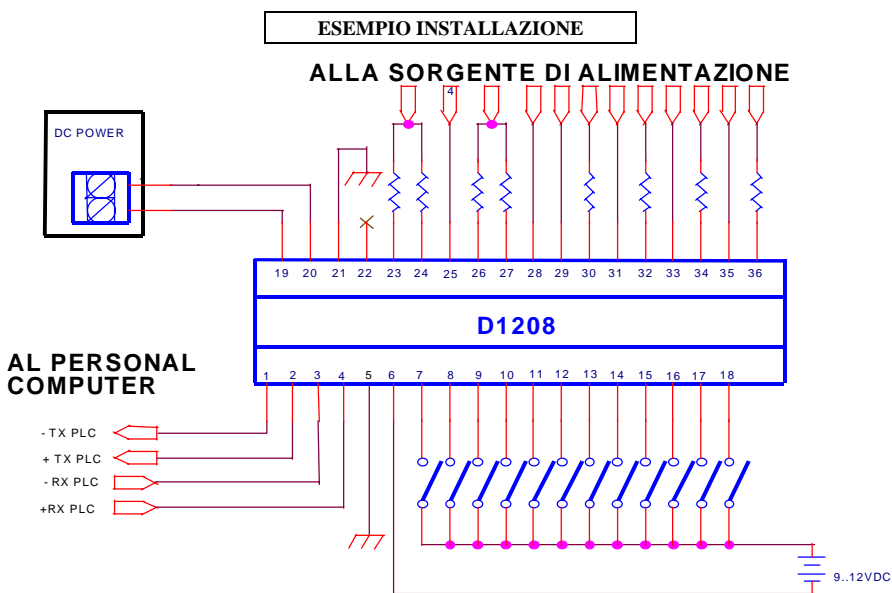 ESEMPIO INSTALLAZIONE
ALLA SORGENTE DI ALIMENTAZIONE
4
DC POWER
19 20 21 22 23 24 25 26 27 28 29 30 31 32 33 34 35 36
D1208
AL PERSONAL
COMPUTER
1 2 3 4 5 6 7 8 9 10 11 12 13 14 15 16 17 18
- TX PLC
+ TX PLC
- RX PLC
+RX PLC
9..12VDC